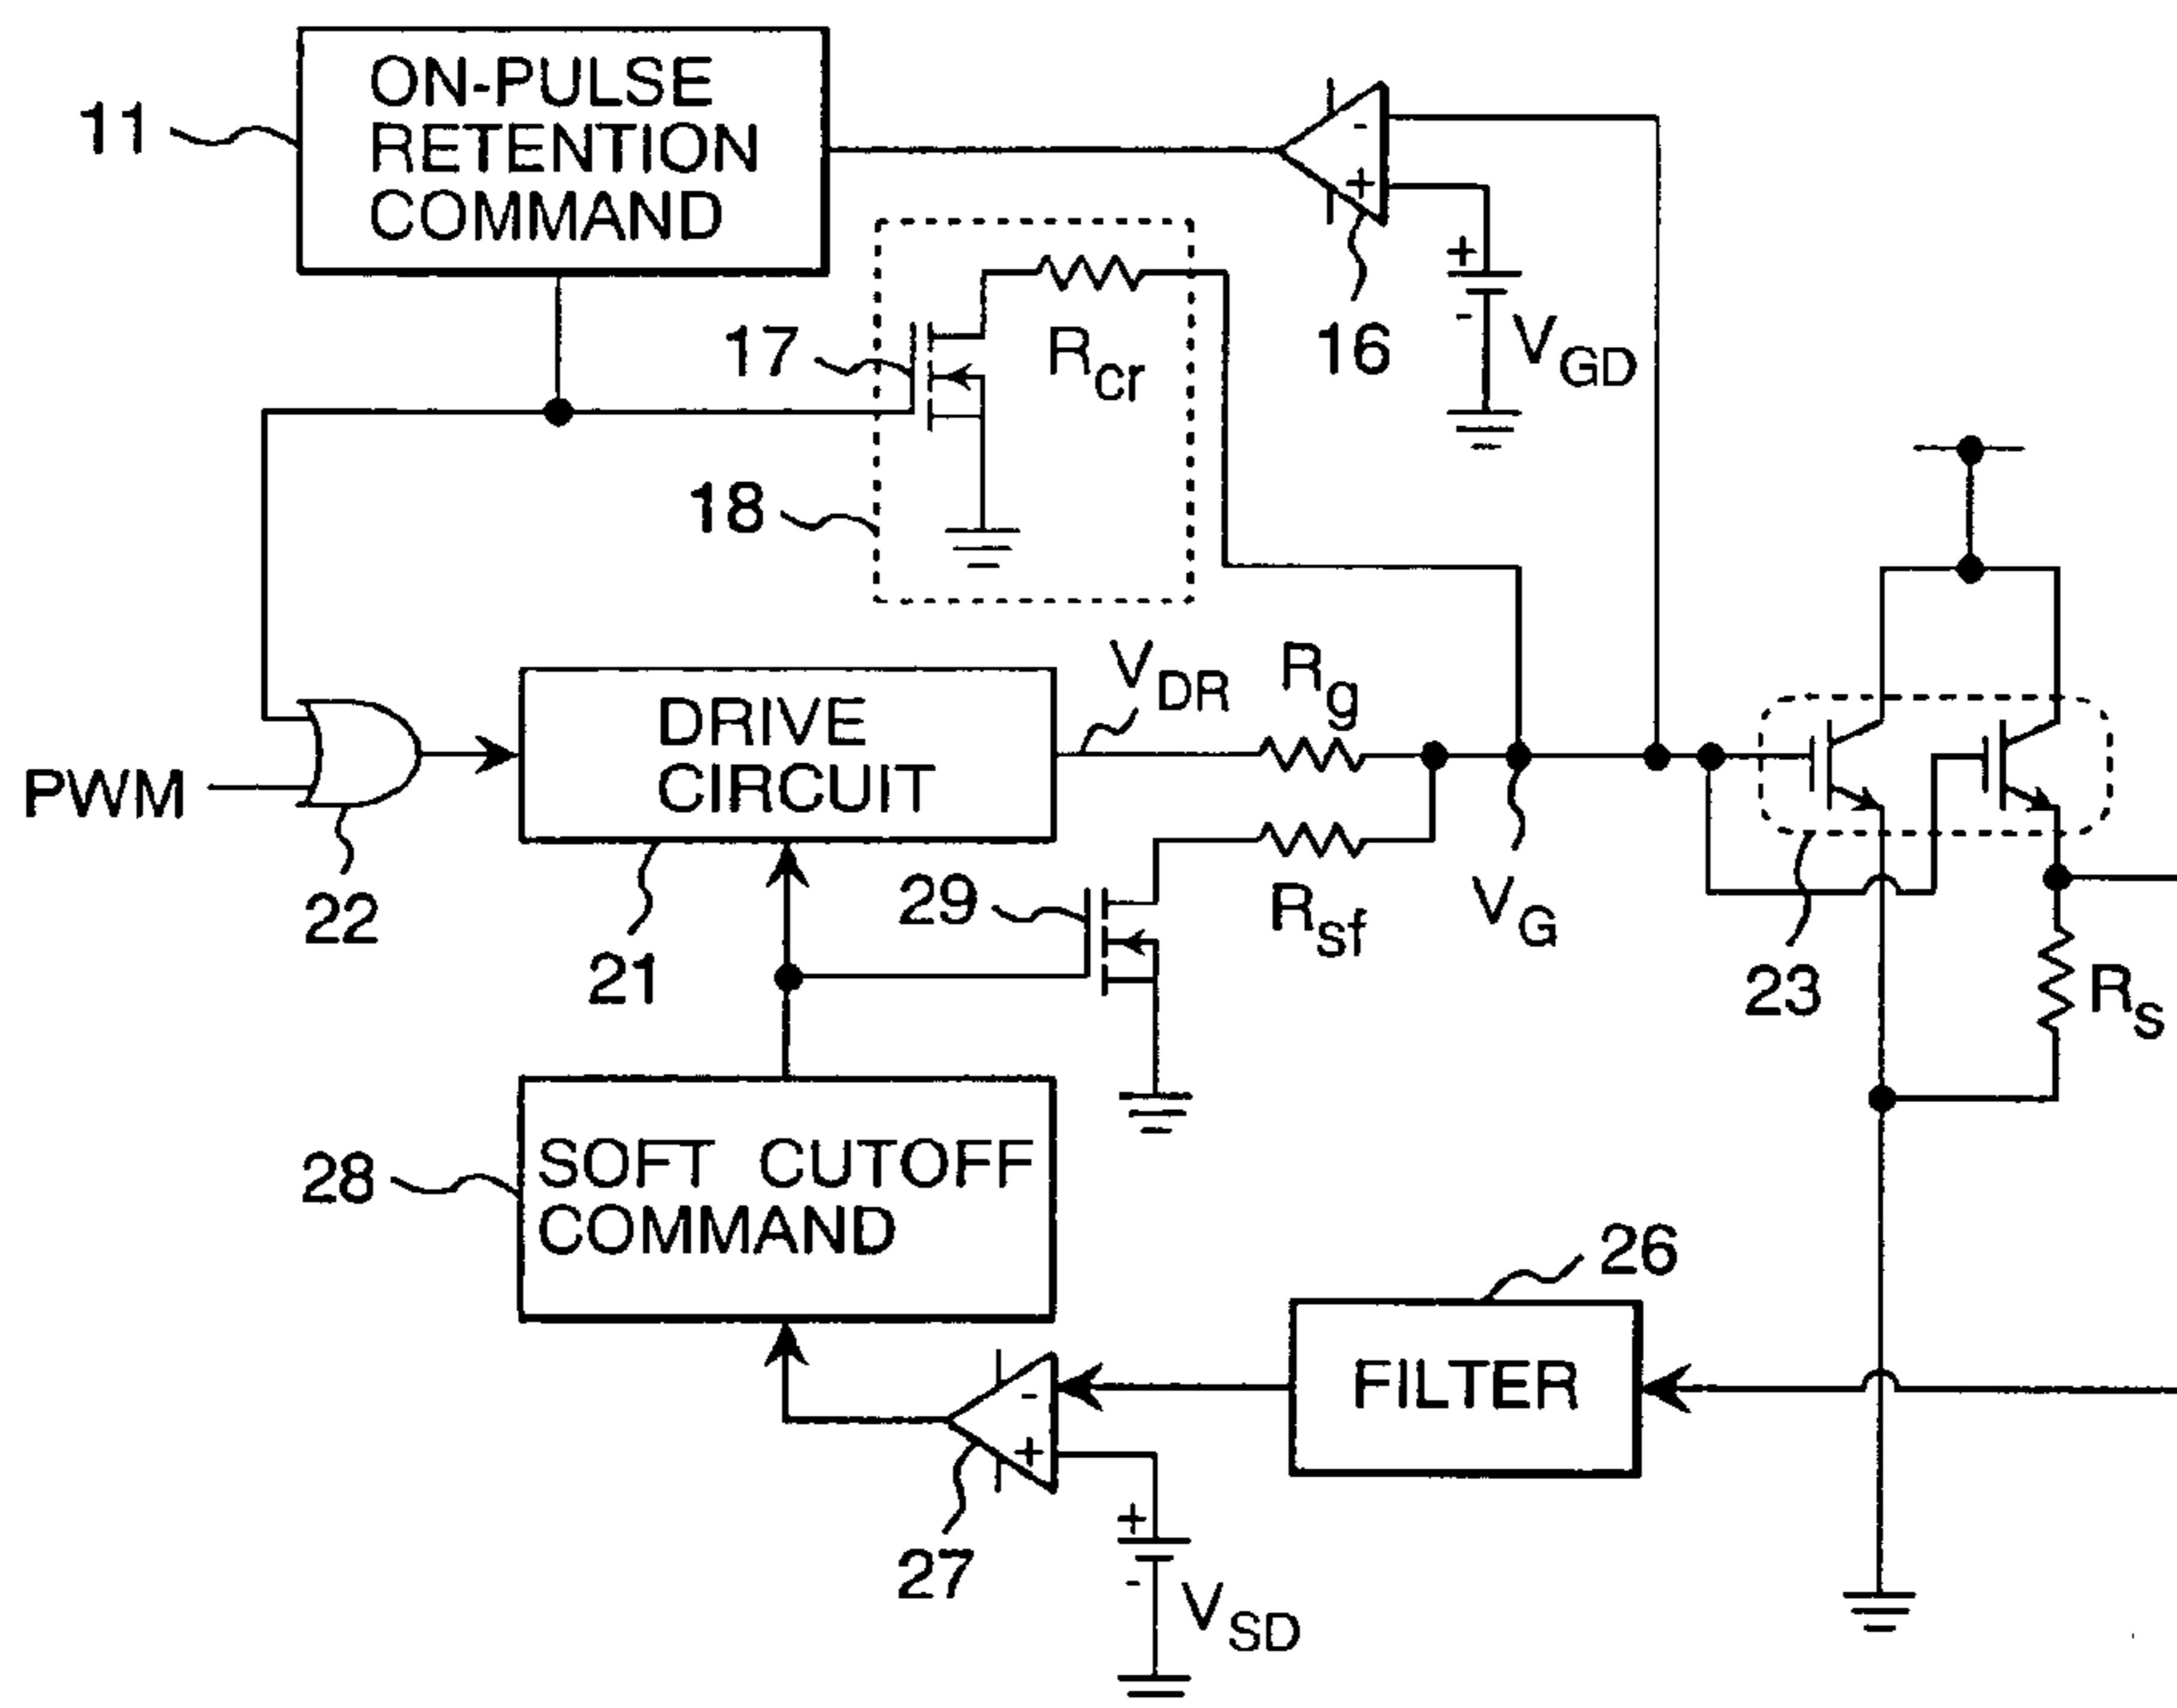 ON-PULSE
RETENTION
COMMAND
11
-
+
16
+
-
VGD
17
Rcr
18
PWM
22
DRIVE
CIRCUIT
21
VDR
Rg
Rsf
29
VG
23
Rs
28
SOFT CUTOFF
COMMAND
26
FILTER
-
+
27
+
-
VSD